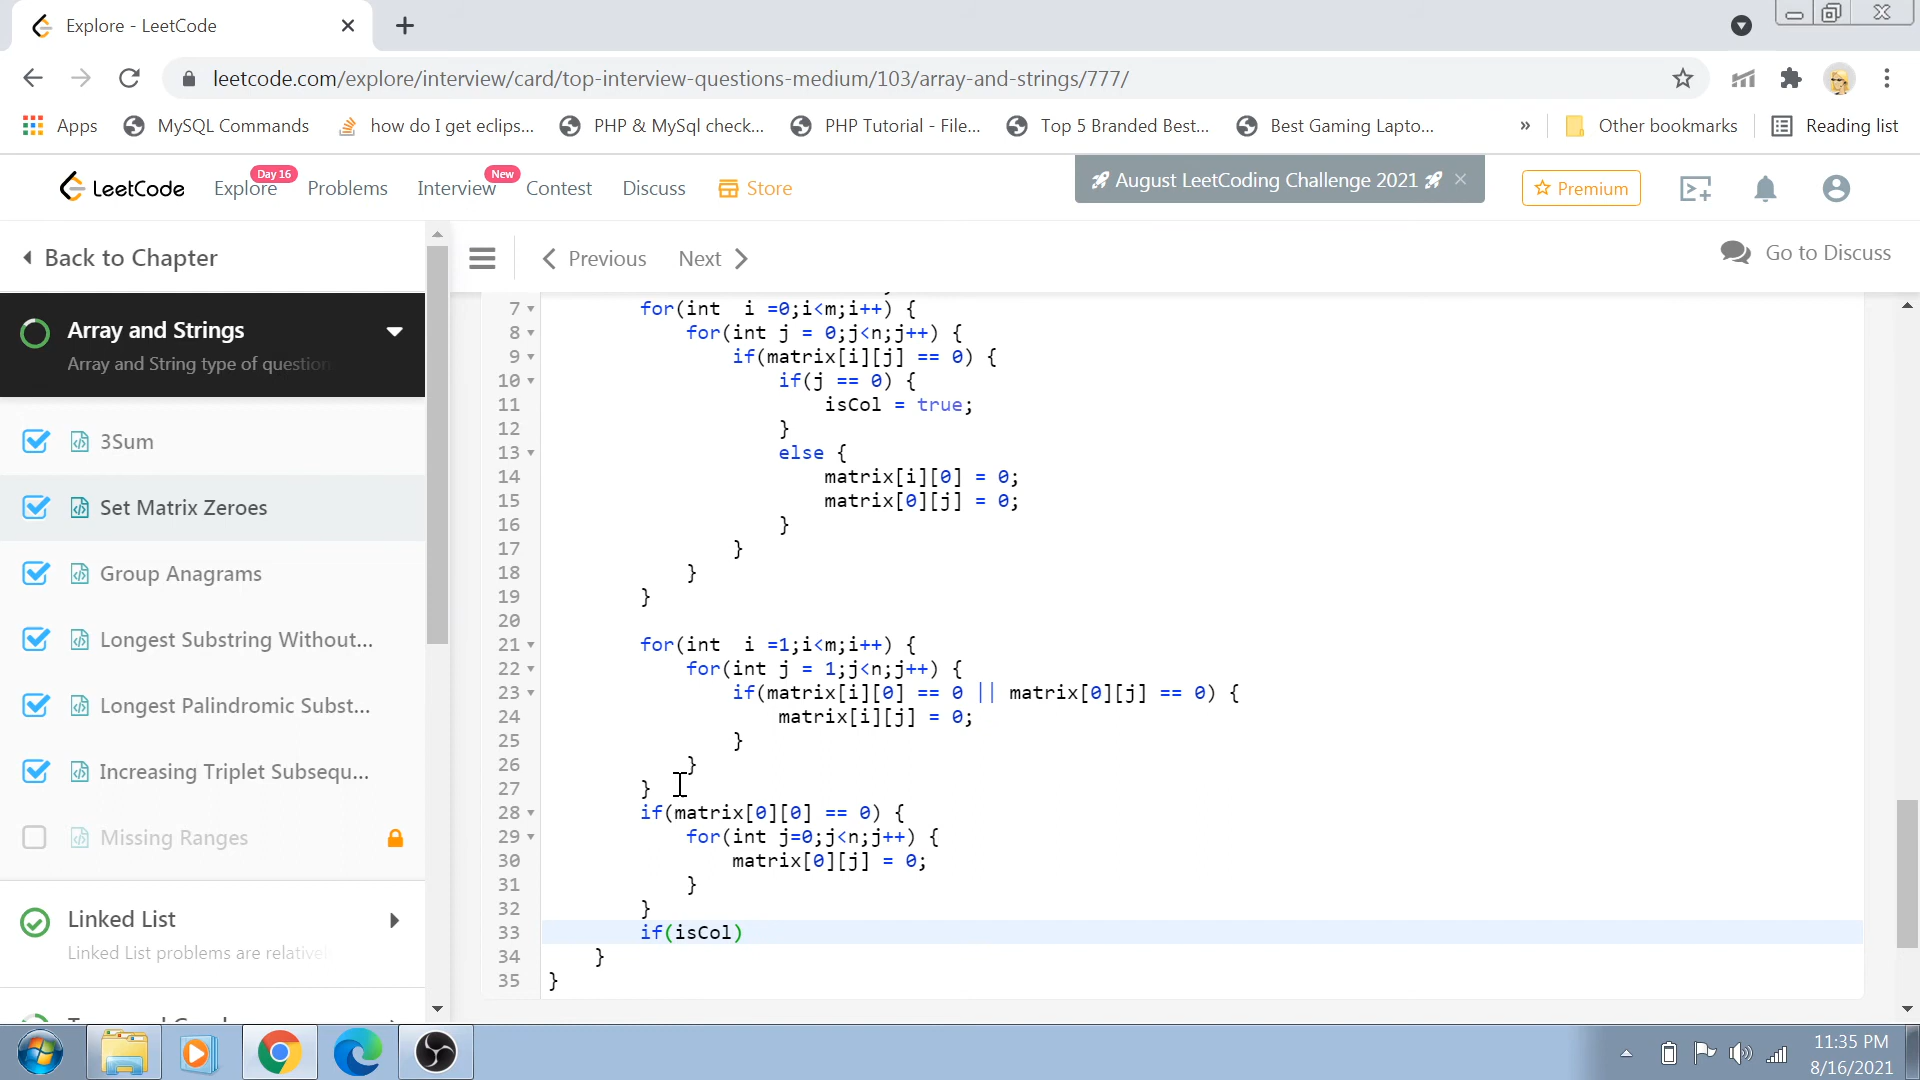 Explore - LeetCode
leetcode.com/explore/interview/card/top-interview-questions-medium/103/array-and-strings/777/
Apps MySQL Commands how do I get eclips... PHP & MySql check... PHP Tutorial - File... Top 5 Branded Best... Best Gaming Lapto... » Other bookmarks Reading list
LeetCode Explore Day 16 Problems Interview New Contest Discuss Store August LeetCoding Challenge 2021 Premium
Back to Chapter
Previous Next Go to Discuss
Array and Strings
Array and String type of question
3Sum
Set Matrix Zeroes
Group Anagrams
Longest Substring Without...
Longest Palindromic Subst...
Increasing Triplet Subsequ...
Missing Ranges
Linked List
Linked List problems are relativel
7 for(int  i =0;i<m;i++) {
8 for(int j = 0;j<n;j++) {
9 if(matrix[i][j] == 0) {
10 if(j == 0) {
11 isCol = true;
12 }
13 else {
14 matrix[i][0] = 0;
15 matrix[0][j] = 0;
16 }
17 }
18 }
19 }
20
21 for(int  i =1;i<m;i++) {
22 for(int j = 1;j<n;j++) {
23 if(matrix[i][0] == 0 || matrix[0][j] == 0) {
24 matrix[i][j] = 0;
25 }
26 }
27 }
28 if(matrix[0][0] == 0) {
29 for(int j=0;j<n;j++) {
30 matrix[0][j] = 0;
31 }
32 }
33 if(isCol)
34 }
35 }
11:35 PM
8/16/2021